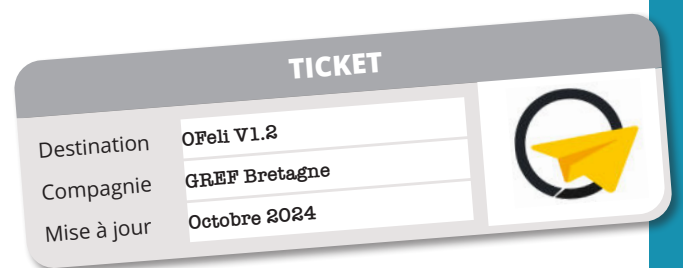 TICKET
Destination OFeli V1.2
Compagnie GREF Bretagne
Mise à jour Octobre 2024